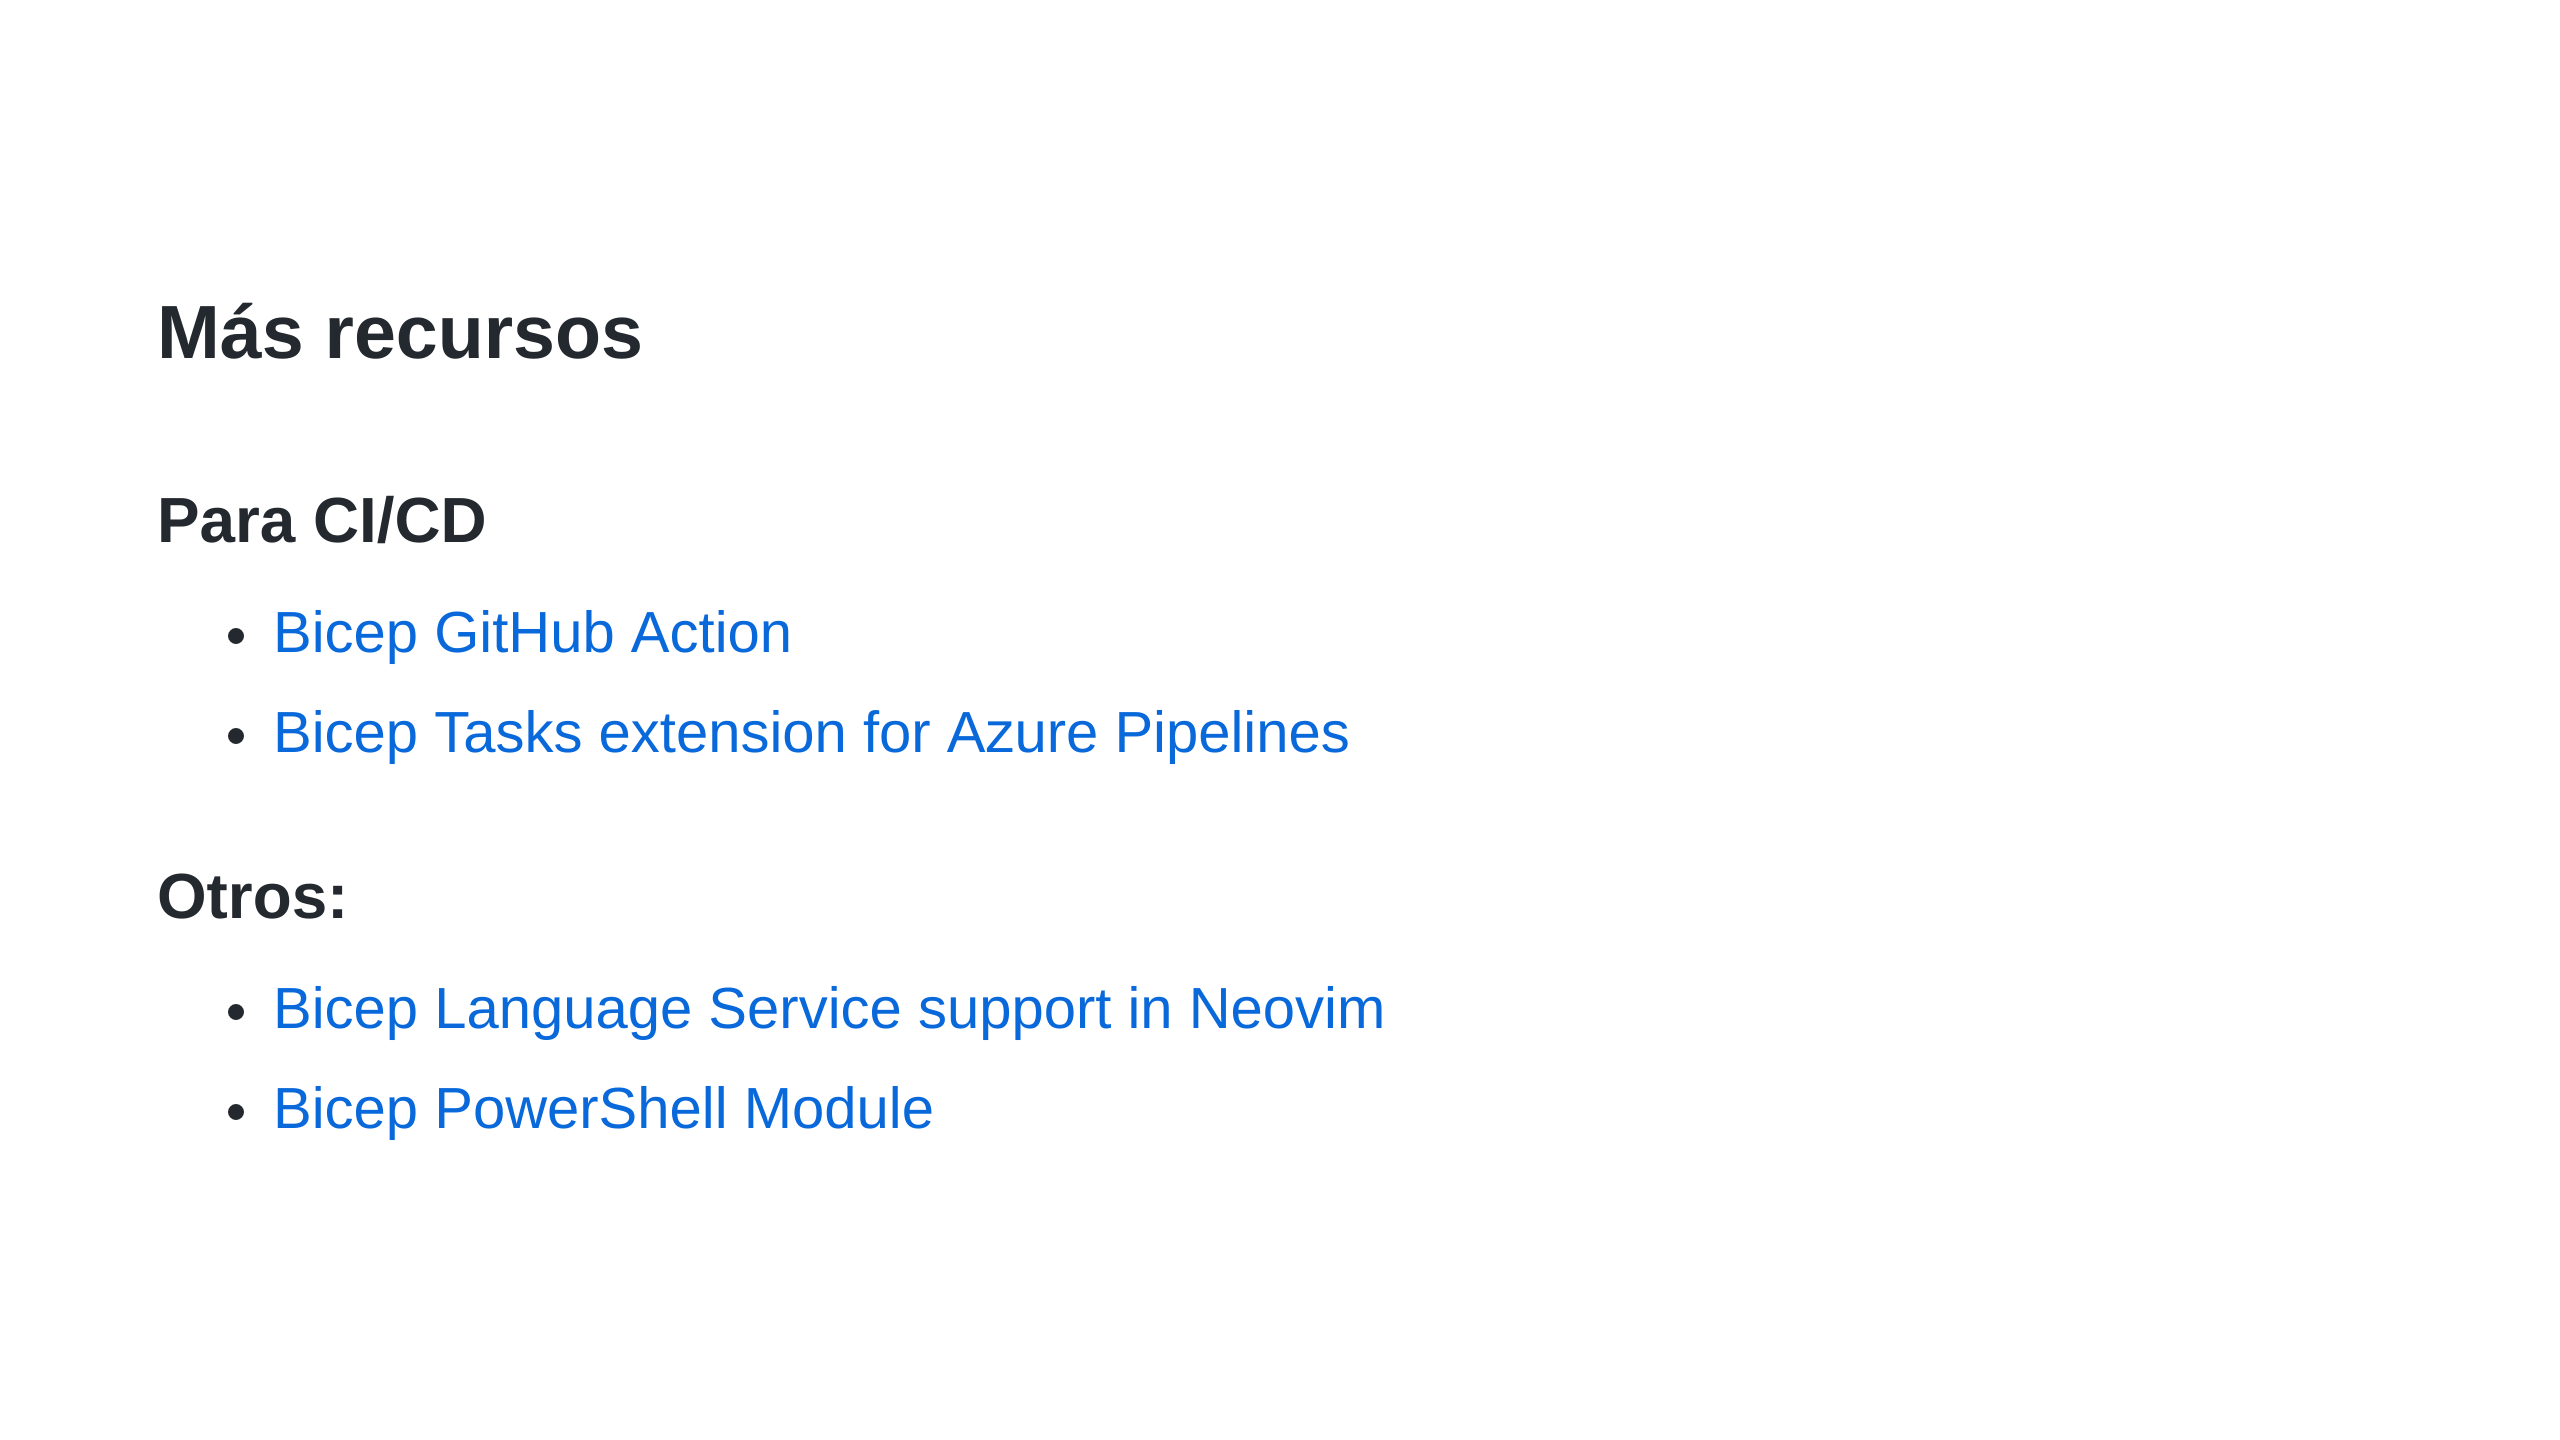 Más recursos
Para CI/CD
Bicep GitHub Action
Bicep Tasks extension for Azure Pipelines
Otros:
Bicep Language Service support in Neovim
Bicep PowerShell Module